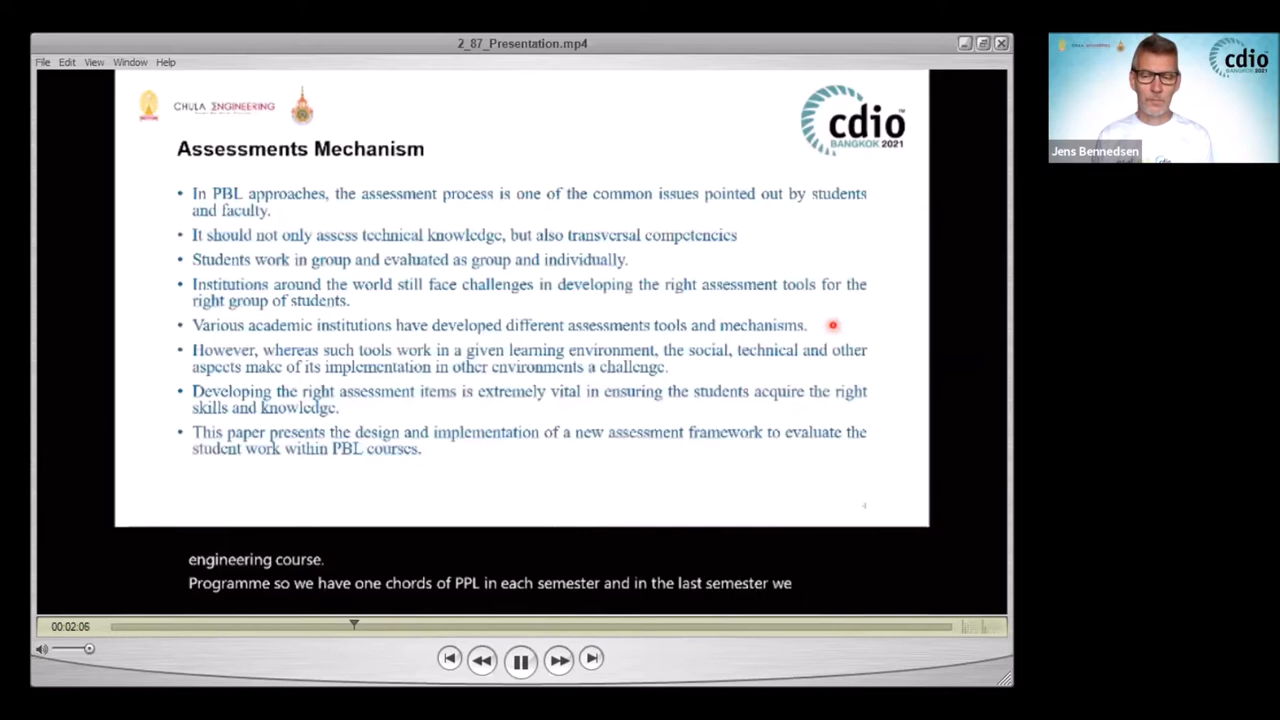 2_87_Presentation.mp4
File Edit View Window Help
CHULA ΣNGINEERING
cdio
BANGKOK 2021
TM
Assessments Mechanism
• In PBL approaches, the assessment process is one of the common issues pointed out by students
and faculty.
• It should not only assess technical knowledge, but also transversal competencies
• Students work in group and evaluated as group and individually.
• Institutions around the world still face challenges in developing the right assessment tools for the
right group of students.
• Various academic institutions have developed different assessments tools and mechanisms.
• However, whereas such tools work in a given learning environment, the social, technical and other
aspects make of its implementation in other environments a challenge.
• Developing the right assessment items is extremely vital in ensuring the students acquire the right
skills and knowledge.
• This paper presents the design and implementation of a new assessment framework to evaluate the
student work within PBL courses.
4
engineering course.
Programme so we have one chords of PPL in each semester and in the last semester we
00:02:06
cdio
BANGKOK 2021
Jens Bennedsen